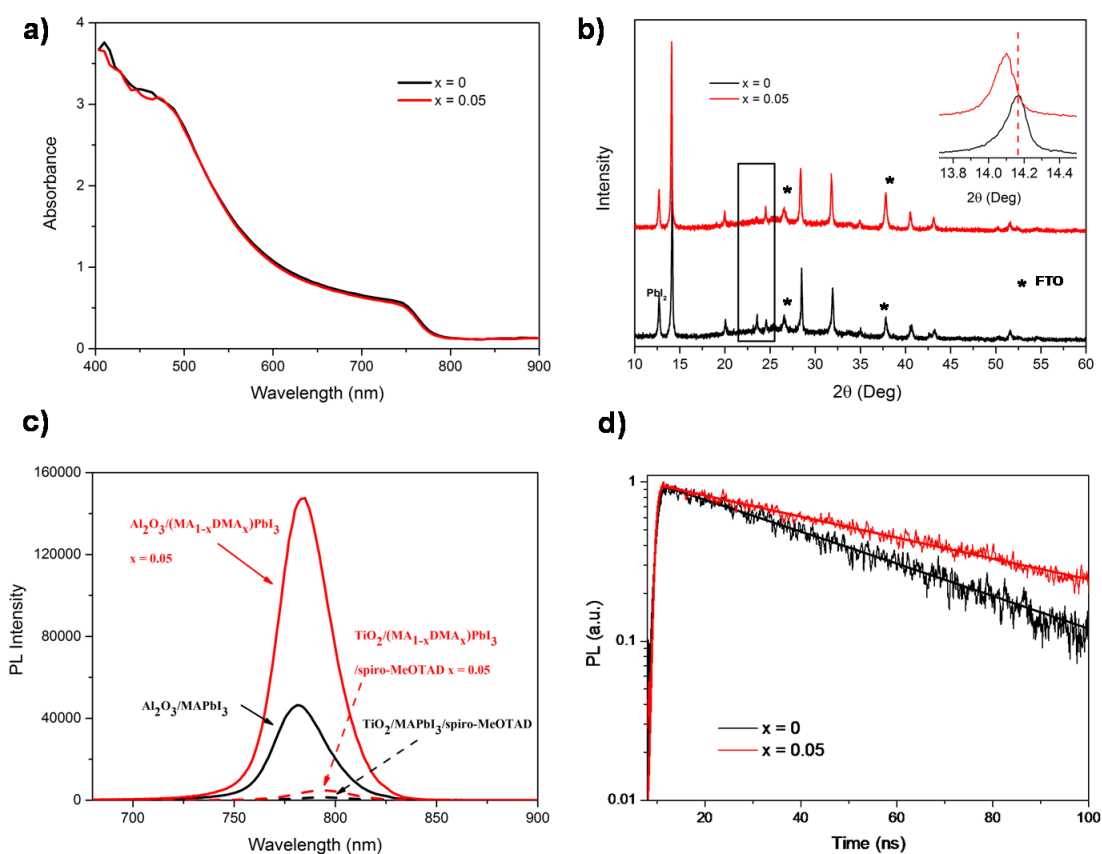 a)
4
3
2
1
0
Absorbance
x = 0
x = 0.05
400 500 600 700 800 900
Wavelength (nm)
b)
Intensity
x = 0
x = 0.05
13.8 14.0 14.2 14.4
2θ (Deg)
*
*
PbI₂
*
*
* FTO
10 15 20 25 30 35 40 45 50 55 60
2θ (Deg)
c)
160000
120000
80000
40000
0
PL Intensity
Al₂O₃/(MA₁₋ₓDMAₓ)PbI₃
x = 0.05
TiO₂/(MA₁₋ₓDMAₓ)PbI₃
/spiro-MeOTAD x = 0.05
Al₂O₃/MAPbI₃
TiO₂/MAPbI₃/spiro-MeOTAD
700 750 800 850 900
Wavelength (nm)
d)
1
0.1
0.01
PL (a.u.)
x = 0
x = 0.05
20 40 60 80 100
Time (ns)